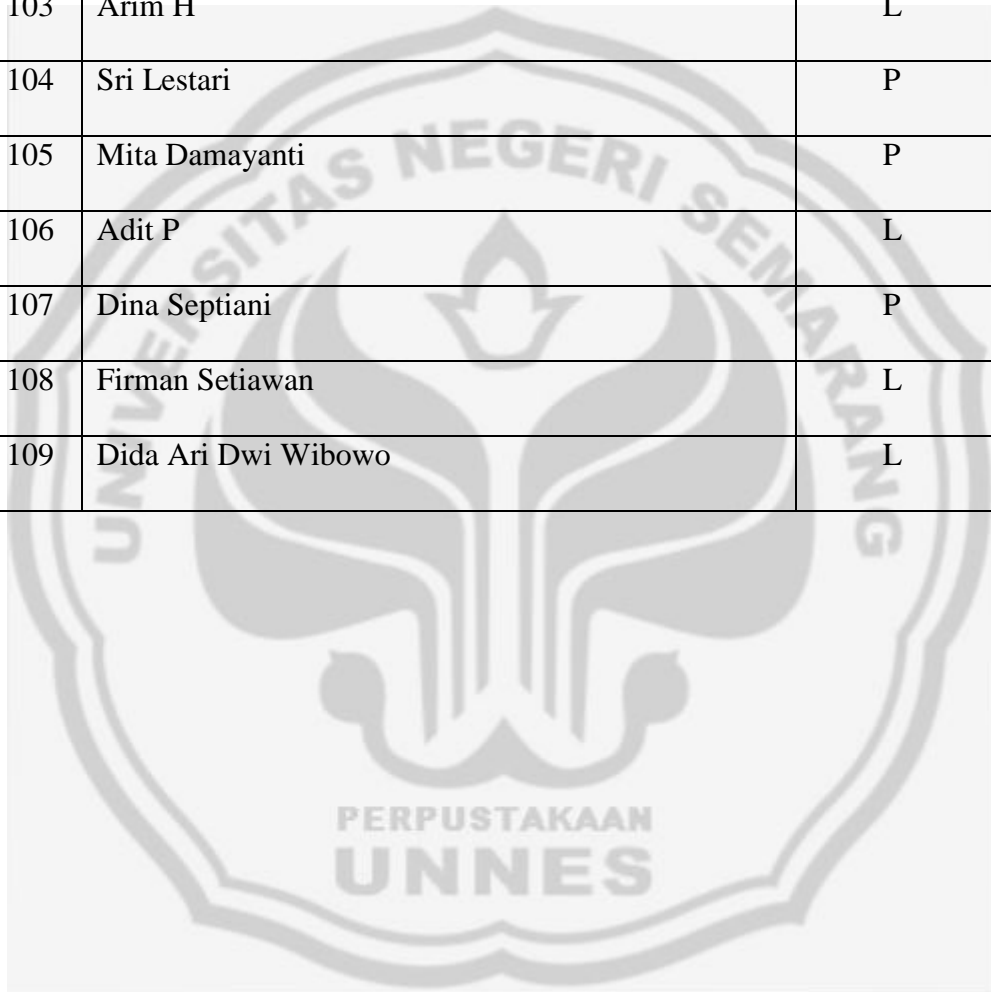 103 Arim H L
104 Sri Lestari P
105 Mita Damayanti P
106 Adit P L
107 Dina Septiani P
108 Firman Setiawan L
109 Dida Ari Dwi Wibowo L
UNIVERSITAS NEGERI SEMARANG
PERPUSTAKAAN
UNNES